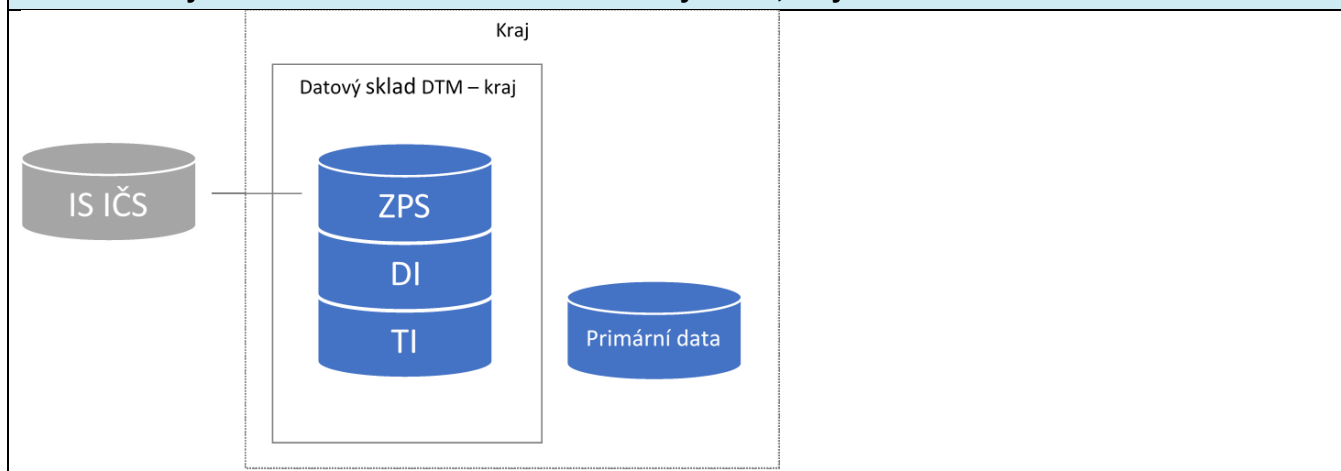 Kraj
Datový sklad DTM – kraj
IS IČS
ZPS
DI
TI
Primární data